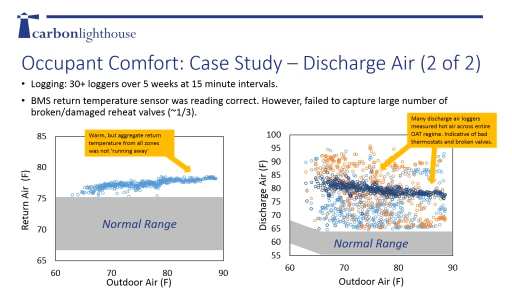 carbonlighthouse
Occupant Comfort: Case Study – Discharge Air (2 of 2)
• Logging: 30+ loggers over 5 weeks at 15 minute intervals.
• BMS return temperature sensor was reading correct. However, failed to capture large number of
broken/damaged reheat valves (~1/3).
Warm, but aggregate return
temperature from all zones
was not 'running away'
Return Air (F)
85
80
75
70
65
Normal Range
60 70 80 90
Outdoor Air (F)
Many discharge air loggers
measured hot air across entire
OAT regime. Indicative of bad
thermostats and broken valves.
Discharge Air (F)
100
95
90
85
80
75
70
65
60
55
Normal Range
60 70 80 90
Outdoor Air (F)